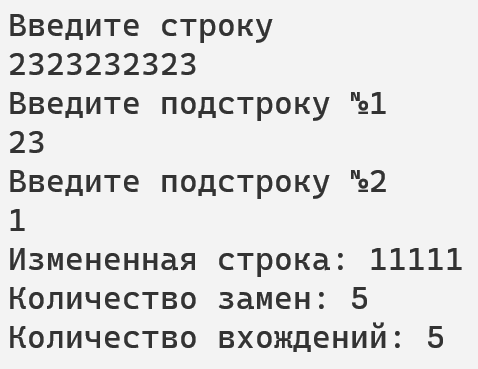 Введите строку
2323232323
Введите подстроку №1
23
Введите подстроку №2
1
Измененная строка: 11111
Количество замен: 5
Количество вхождений: 5